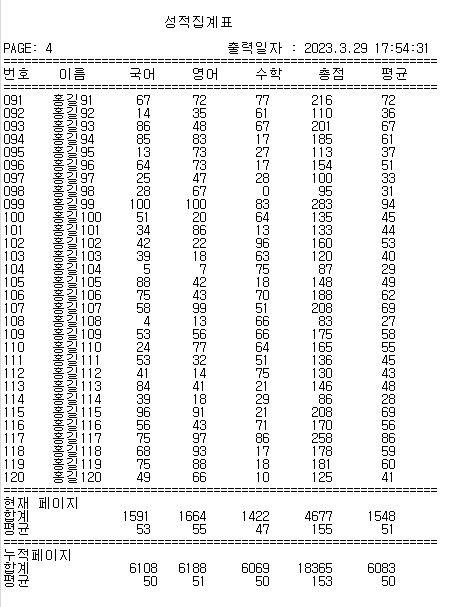 성적집계표
PAGE: 4 출력일자 : 2023.3.29 17:54:31
번호 이름 국어 영어 수학 총점 평균
091 홍길91 67 72 77 216 72
092 홍길92 14 35 61 110 36
093 홍길93 86 48 67 201 67
094 홍길94 85 83 17 185 61
095 홍길95 13 73 27 113 37
096 홍길96 64 73 17 154 51
097 홍길97 25 47 28 100 33
098 홍길98 28 67 0 95 31
099 홍길99 100 100 83 283 94
100 홍길100 51 20 64 135 45
101 홍길101 34 86 13 133 44
102 홍길102 42 22 96 160 53
103 홍길103 39 18 63 120 40
104 홍길104 5 7 75 87 29
105 홍길105 88 42 18 148 49
106 홍길106 75 43 70 188 62
107 홍길107 58 99 51 208 69
108 홍길108 4 13 66 83 27
109 홍길109 53 56 66 175 58
110 홍길110 24 77 64 165 55
111 홍길111 53 32 51 136 45
112 홍길112 41 14 75 130 43
113 홍길113 84 41 21 146 48
114 홍길114 39 18 29 86 28
115 홍길115 96 91 21 208 69
116 홍길116 56 43 71 170 56
117 홍길117 75 97 86 258 86
118 홍길118 68 93 17 178 59
119 홍길119 75 88 18 181 60
120 홍길120 49 66 10 125 41
현재 페이지
합계 1591 1664 1422 4677 1548
평균 53 55 47 155 51
누적페이지
합계 6108 6188 6069 18365 6083
평균 50 51 50 153 50